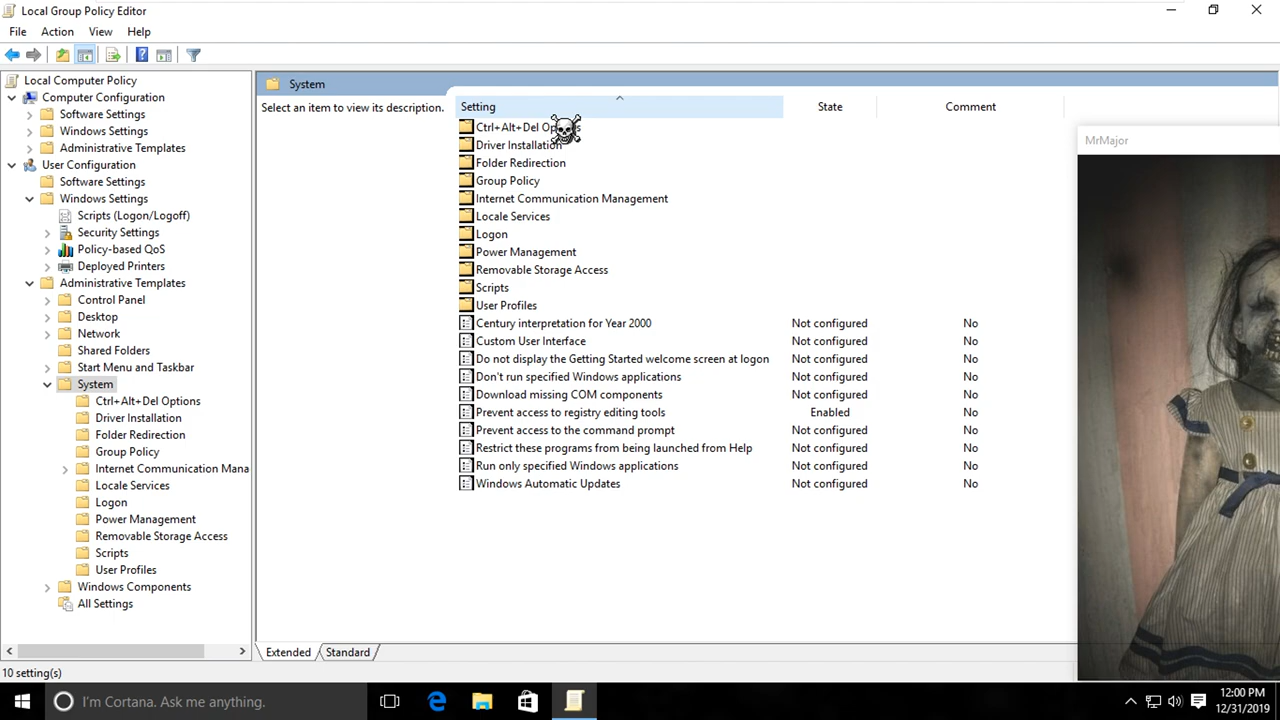 Local Group Policy Editor
File Action View Help
Local Computer Policy
Computer Configuration
Software Settings
Windows Settings
Administrative Templates
User Configuration
Software Settings
Windows Settings
Scripts (Logon/Logoff)
Security Settings
Policy-based QoS
Deployed Printers
Administrative Templates
Control Panel
Desktop
Network
Shared Folders
Start Menu and Taskbar
System
Ctrl+Alt+Del Options
Driver Installation
Folder Redirection
Group Policy
Internet Communication Mana
Locale Services
Logon
Power Management
Removable Storage Access
Scripts
User Profiles
Windows Components
All Settings
System
Select an item to view its description.
Setting State Comment
Ctrl+Alt+Del Options
Driver Installation
Folder Redirection
Group Policy
Internet Communication Management
Locale Services
Logon
Power Management
Removable Storage Access
Scripts
User Profiles
Century interpretation for Year 2000 Not configured No
Custom User Interface Not configured No
Do not display the Getting Started welcome screen at logon Not configured No
Don't run specified Windows applications Not configured No
Download missing COM components Not configured No
Prevent access to registry editing tools Enabled No
Prevent access to the command prompt Not configured No
Restrict these programs from being launched from Help Not configured No
Run only specified Windows applications Not configured No
Windows Automatic Updates Not configured No
MrMajor
Extended Standard
10 setting(s)
I'm Cortana. Ask me anything.
12:00 PM
12/31/2019